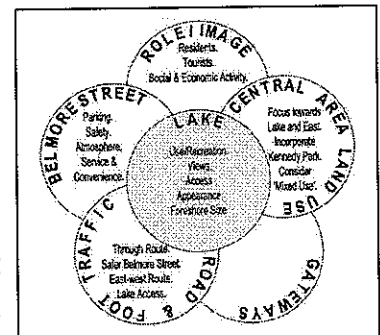 ROLE / IMAGE
Residents.
Tourists.
Social & Economic Activity.
BELMORE STREET
Parking.
Safety.
Atmosphere.
Service &
Convenience.
LAKE
Use/Recreation.
Views
Access
Appearance
Foreshore Size
CENTRAL AREA LAND USE
Focus towards
Lake and East.
Incorporate
Kennedy Park.
Consider
'Mixed Use'.
ROAD & FOOT TRAFFIC
Through Route.
Safer Belmore Street.
East-west Route.
Lake Access.
GATEWAYS